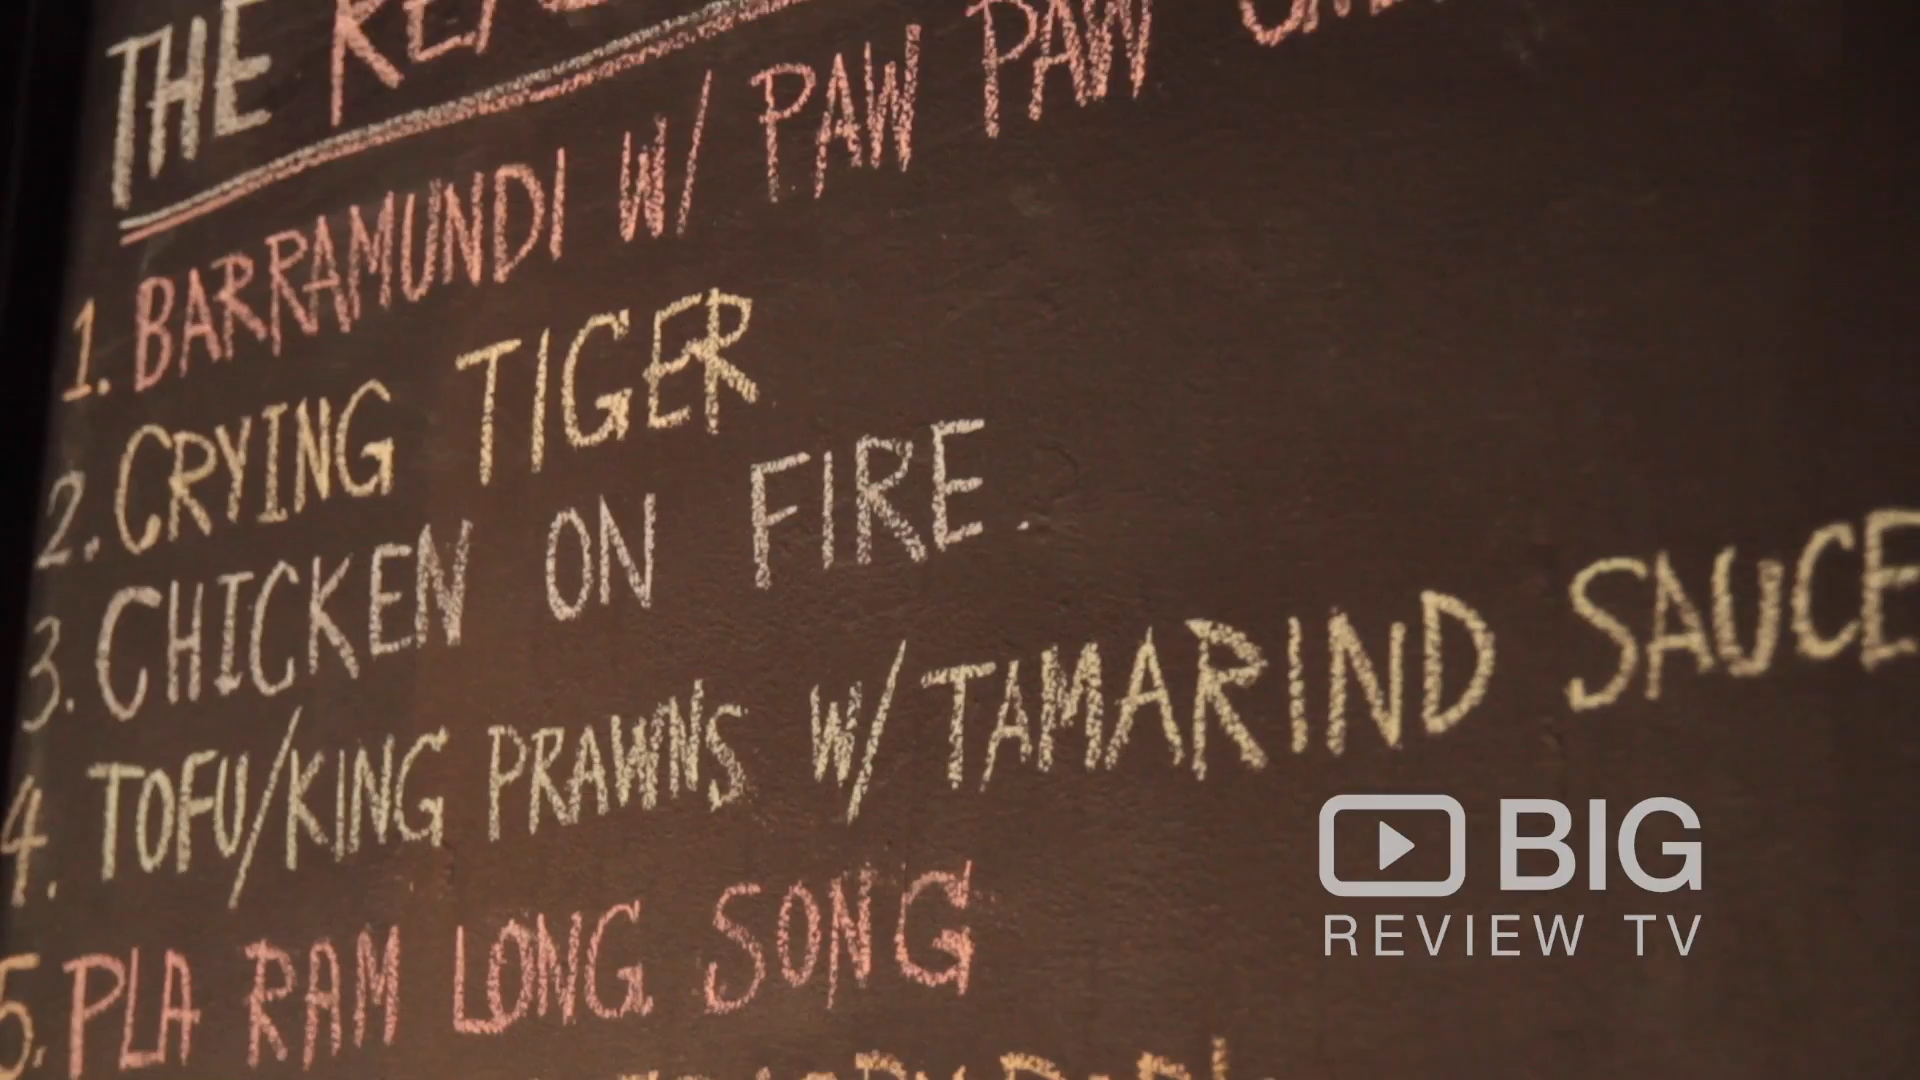 THE
1. BARRAMUNDI W/ PAW PAW
2. CRYING TIGER
3. CHICKEN ON FIRE.
4. TOFU/KING PRAWNS W/ TAMARIND SAUCE
5. PLA RAM LONG SONG
BIG
REVIEW TV